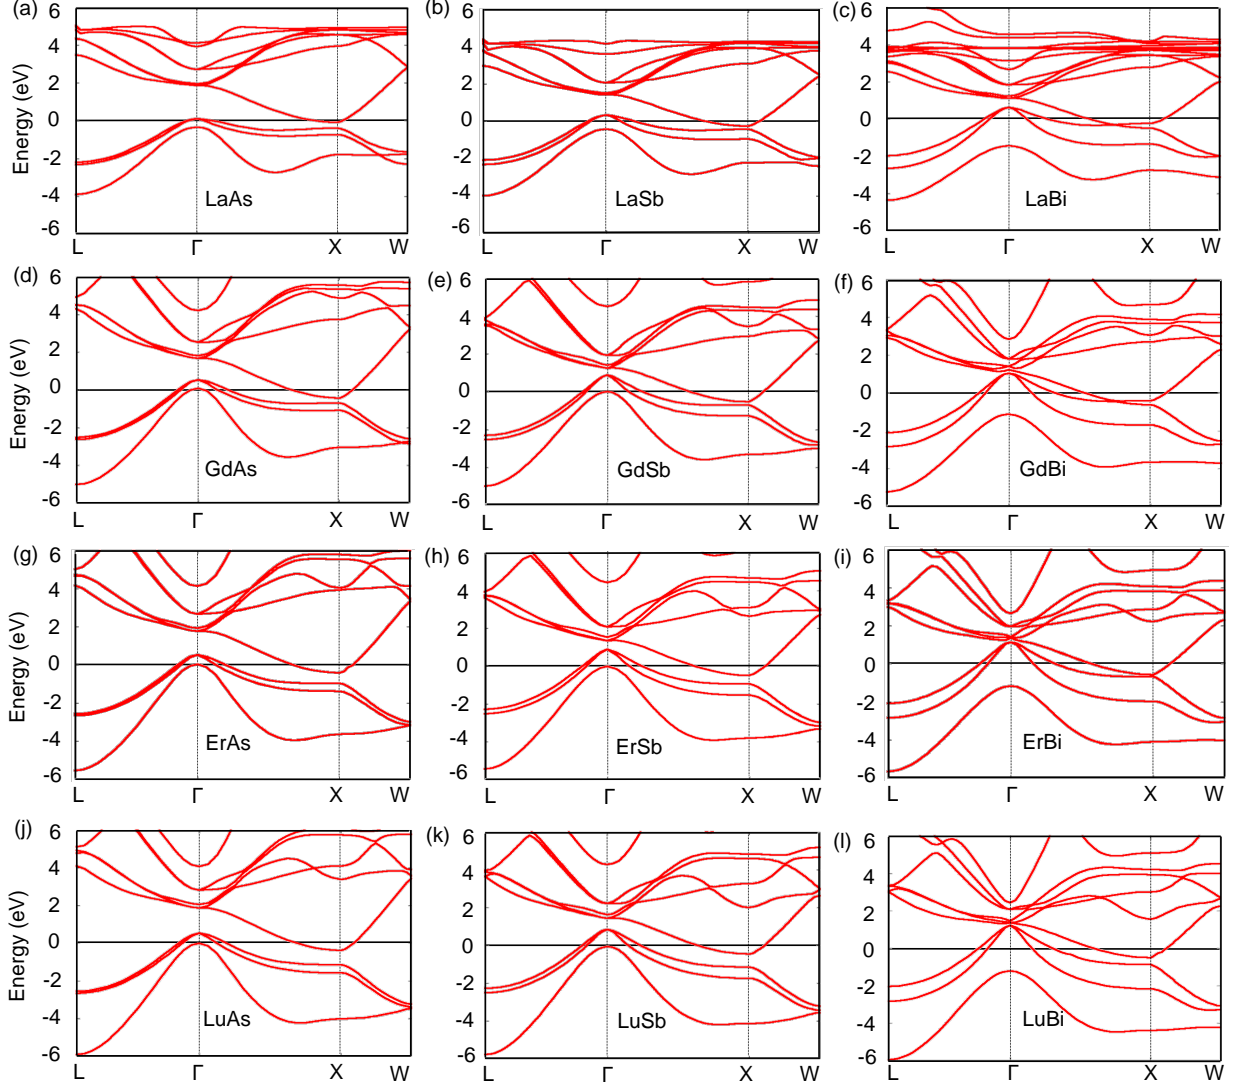 (a) (b) (c)
Energy (eV)
6 4 2 0 -2 -4 -6
LaAs
L Γ X W
6 4 2 0 -2 -4 -6
LaSb
L Γ X W
6 4 2 0 -2 -4 -6
LaBi
L Γ X W
(d) (e) (f)
Energy (eV)
6 4 2 0 -2 -4 -6
GdAs
L Γ X W
6 4 2 0 -2 -4 -6
GdSb
L Γ X W
6 4 2 0 -2 -4 -6
GdBi
L Γ X W
(g) (h) (i)
Energy (eV)
6 4 2 0 -2 -4 -6
ErAs
L Γ X W
6 4 2 0 -2 -4 -6
ErSb
L Γ X W
6 4 2 0 -2 -4 -6
ErBi
L Γ X W
(j) (k) (l)
Energy (eV)
6 4 2 0 -2 -4 -6
LuAs
L Γ X W
6 4 2 0 -2 -4 -6
LuSb
L Γ X W
6 4 2 0 -2 -4 -6
LuBi
L Γ X W